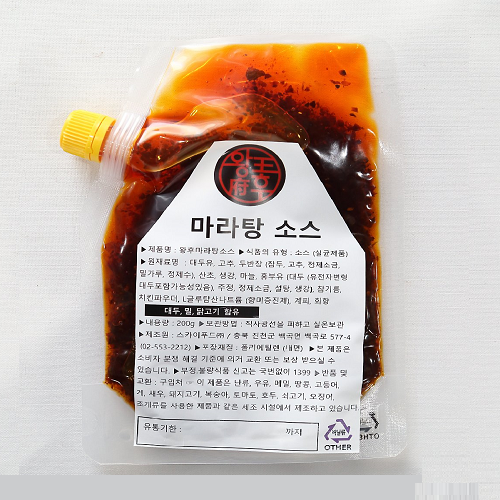 마라탕 소스
▶제품명 : 왕후마라탕소스 ▶식품의 유형 : 소스 (살균제품)
▶원재료명 : 대두유, 고추, 두반장 (잠두, 고추, 정제소금,
밀가루, 정제수), 산초, 생강, 마늘, 홍부유 (대두 (유전자변형
대두포함가능성있음) 주정, 정제소금, 설탕, 생강), 참기름,
치킨파우더, L글루탐산나트륨 (향미증진제), 계피, 회향
대두, 밀, 닭고기 함유
▶내용량 : 200g ▶보관방법 : 직사광선을 피하고 실온보관
▶제조원 : 스카이푸드㈜ / 충북 진천군 백곡면 백곡로 577-4
(02-553-2212) ▶포장재질 : 폴리에틸렌 (내면) ▶본 제품은
소비자 분쟁 해결 기준에 의거 교환 또는 보상 받으실 수
있습니다. ▶부정·불량식품 신고는 국번없이 1399 ▶반품 및
교환 : 구입처 ☞ 이 제품은 난류, 우유, 메밀, 땅콩, 고등어,
게, 새우, 돼지고기, 복숭아, 토마토, 호두, 쇠고기, 오징어,
조개류를 사용한 제품과 같은 제조 시설에서 제조하고 있습니다.
유통기한 : 까지
OTHER